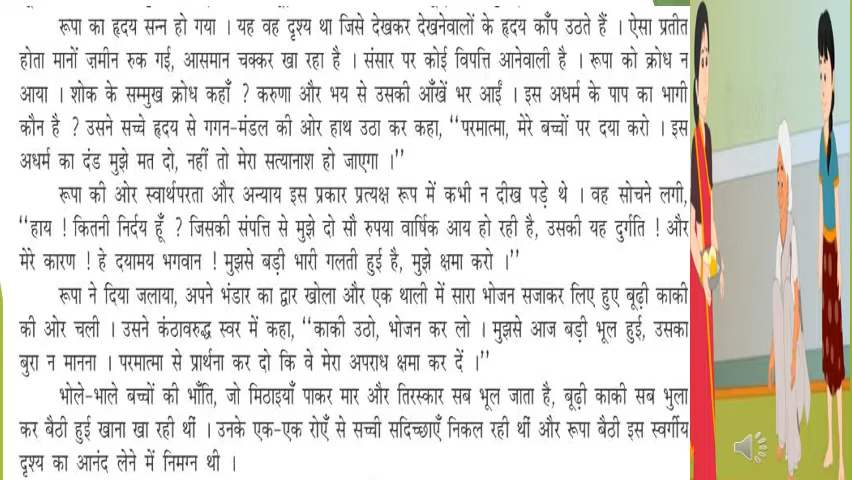 रूपा का हृदय सन्न हो गया । यह वह दृश्य था जिसे देखकर देखनेवालों के हृदय काँप उठते हैं । ऐसा प्रतीत
होता मानों जमीन रुक गई, आसमान चक्कर खा रहा है । संसार पर कोई विपत्ति आनेवाली है । रूपा को क्रोध न
आया । शोक के सम्मुख क्रोध कहाँ ? करुणा और भय से उसकी आँखें भर आईं । इस अधर्म के पाप का भागी
कौन है ? उसने सच्चे हृदय से गगन-मंडल की ओर हाथ उठा कर कहा, ‘‘परमात्मा, मेरे बच्चों पर दया करो । इस
अधर्म का दंड मुझे मत दो, नहीं तो मेरा सत्यानाश हो जाएगा ।’’
रूपा की ओर स्वार्थपरता और अन्याय इस प्रकार प्रत्यक्ष रूप में कभी न दीख पड़े थे । वह सोचने लगी,
‘‘हाय ! कितनी निर्दय हूँ ? जिसकी संपत्ति से मुझे दो सौ रुपया वार्षिक आय हो रही है, उसकी यह दुर्गति ! और
मेरे कारण ! हे दयामय भगवान ! मुझसे बड़ी भारी गलती हुई है, मुझे क्षमा करो ।’’
रूपा ने दिया जलाया, अपने भंडार का द्वार खोला और एक थाली में सारा भोजन सजाकर लिए हुए बूढ़ी काकी
की ओर चली । उसने कंठावरुद्ध स्वर में कहा, ‘‘काकी उठो, भोजन कर लो । मुझसे आज बड़ी भूल हुई, उसका
बुरा न मानना । परमात्मा से प्रार्थना कर दो कि वे मेरा अपराध क्षमा कर दें ।’’
भोले-भाले बच्चों की भाँति, जो मिठाइयाँ पाकर मार और तिरस्कार सब भूल जाता है, बूढ़ी काकी सब भुला
कर बैठी हुई खाना खा रही थीं । उनके एक-एक रोएँ से सच्ची सदिच्छाएँ निकल रही थीं और रूपा बैठी इस स्वर्गीय
दृश्य का आनंद लेने में निमग्न थी ।